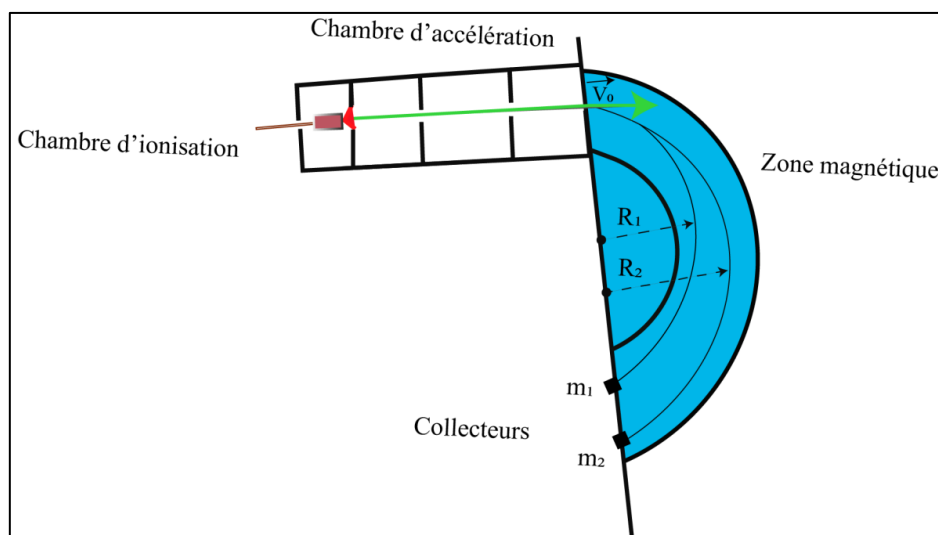 Chambre d’accélération
V₀
Chambre d’ionisation
Zone magnétique
R₁
R₂
m₁
Collecteurs
m₂